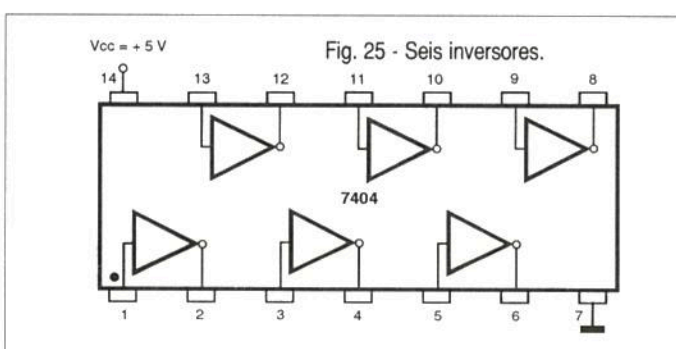 Vcc = + 5 V
Fig. 25 - Seis inversores.
14 13 12 11 10 9 8
7404
1 2 3 4 5 6 7